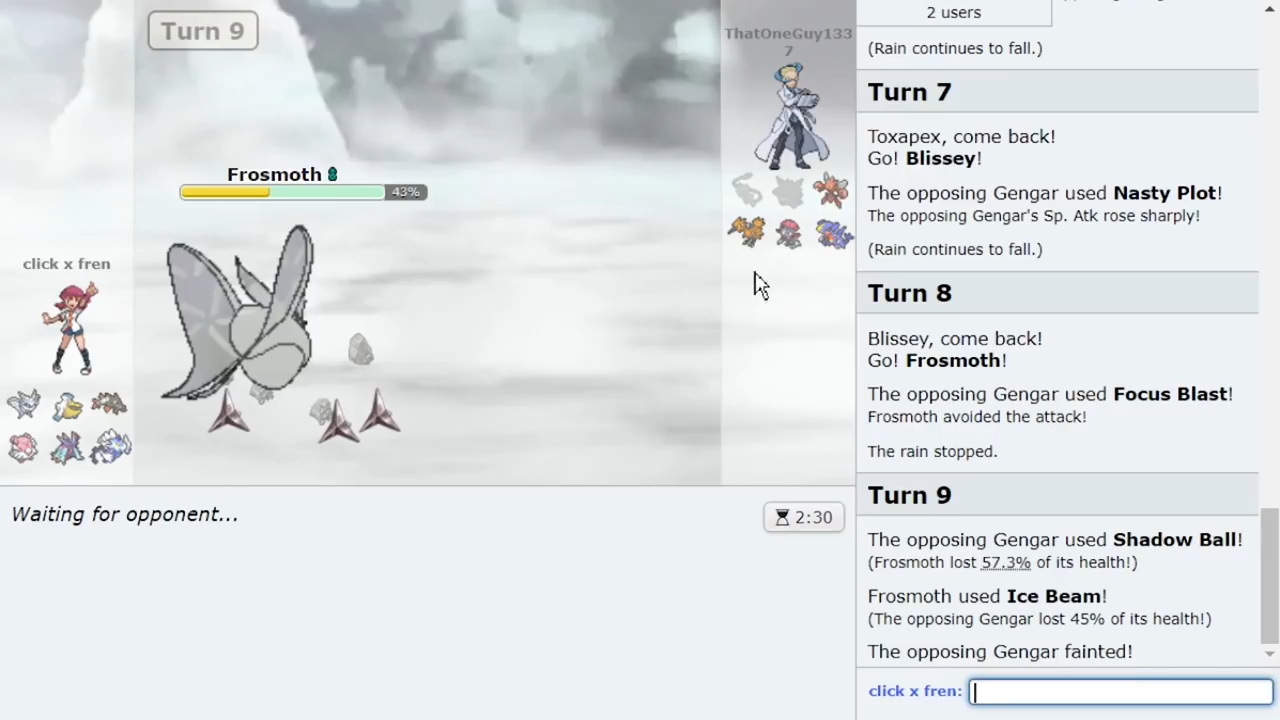 Turn 9
ThatOneGuy133
7
Frosmoth
43%
click x fren
Waiting for opponent...
2:30
2 users
(Rain continues to fall.)
Turn 7
Toxapex, come back!
Go! Blissey!
The opposing Gengar used Nasty Plot!
The opposing Gengar's Sp. Atk rose sharply!
(Rain continues to fall.)
Turn 8
Blissey, come back!
Go! Frosmoth!
The opposing Gengar used Focus Blast!
Frosmoth avoided the attack!
The rain stopped.
Turn 9
The opposing Gengar used Shadow Ball!
(Frosmoth lost 57.3% of its health!)
Frosmoth used Ice Beam!
(The opposing Gengar lost 45% of its health!)
The opposing Gengar fainted!
click x fren: